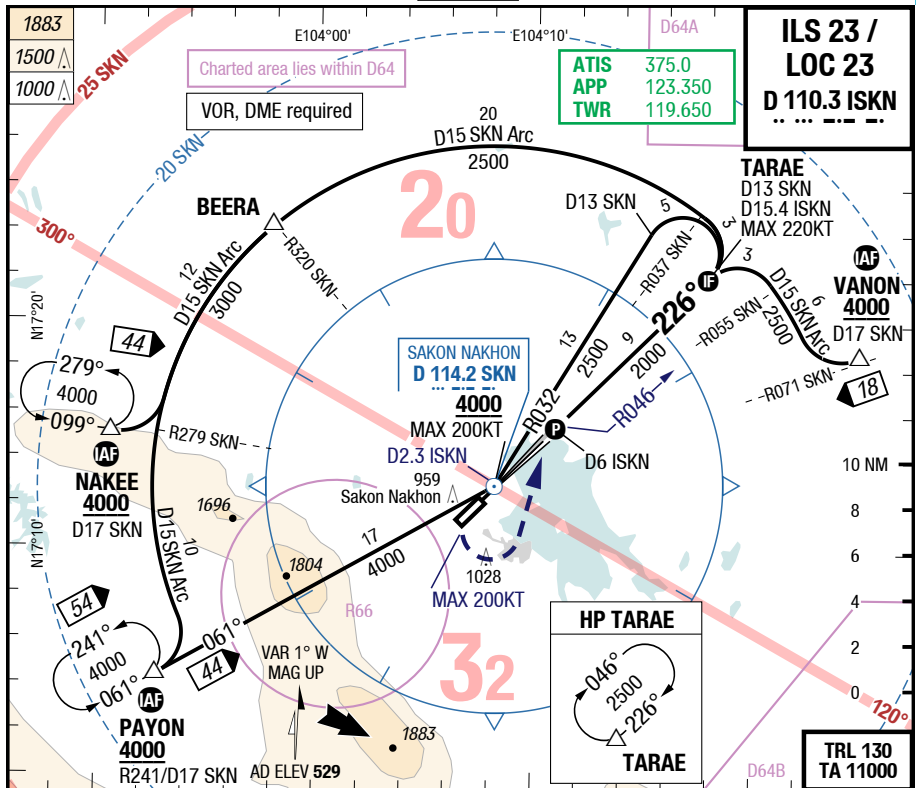 1883
1500
1000
25 SKN
20 SKN
Charted area lies within D64
VOR, DME required
E104°00'
E104°10'
D64A
ATIS 375.0
APP 123.350
TWR 119.650
ILS 23 /
LOC 23
D 110.3 ISKN
20
D15 SKN Arc
2500
TARAE
D13 SKN
D15.4 ISKN
MAX 220KT
BEERA
20
D13 SKN
5
3
3
IF
IAF
VANON
4000
D17 SKN
300°
R320 SKN
R037 SKN
12
D15 SKN Arc
3000
226°
D15 SKN Arc
6
2500
R055 SKN
N17°20'
44
13
2500
9
2000
R071 SKN
18
279°
4000
099°
SAKON NAKHON
D 114.2 SKN
4000
MAX 200KT
R032
R046
R279 SKN
IAF
NAKEE
4000
D17 SKN
D2.3 ISKN
P
D6 ISKN
959
Sakon Nakhon
10 NM
8
6
4
2
0
1696
N17°10'
10
D15 SKN Arc
17
4000
1804
1028
MAX 200KT
R66
54
241°
4000
061°
061°
44
VAR 1° W
MAG UP
32
HP TARAE
046°
2500
226°
TARAE
IAF
PAYON
4000
R241/D17 SKN
1883
AD ELEV 529
120°
D64B
TRL 130
TA 11000